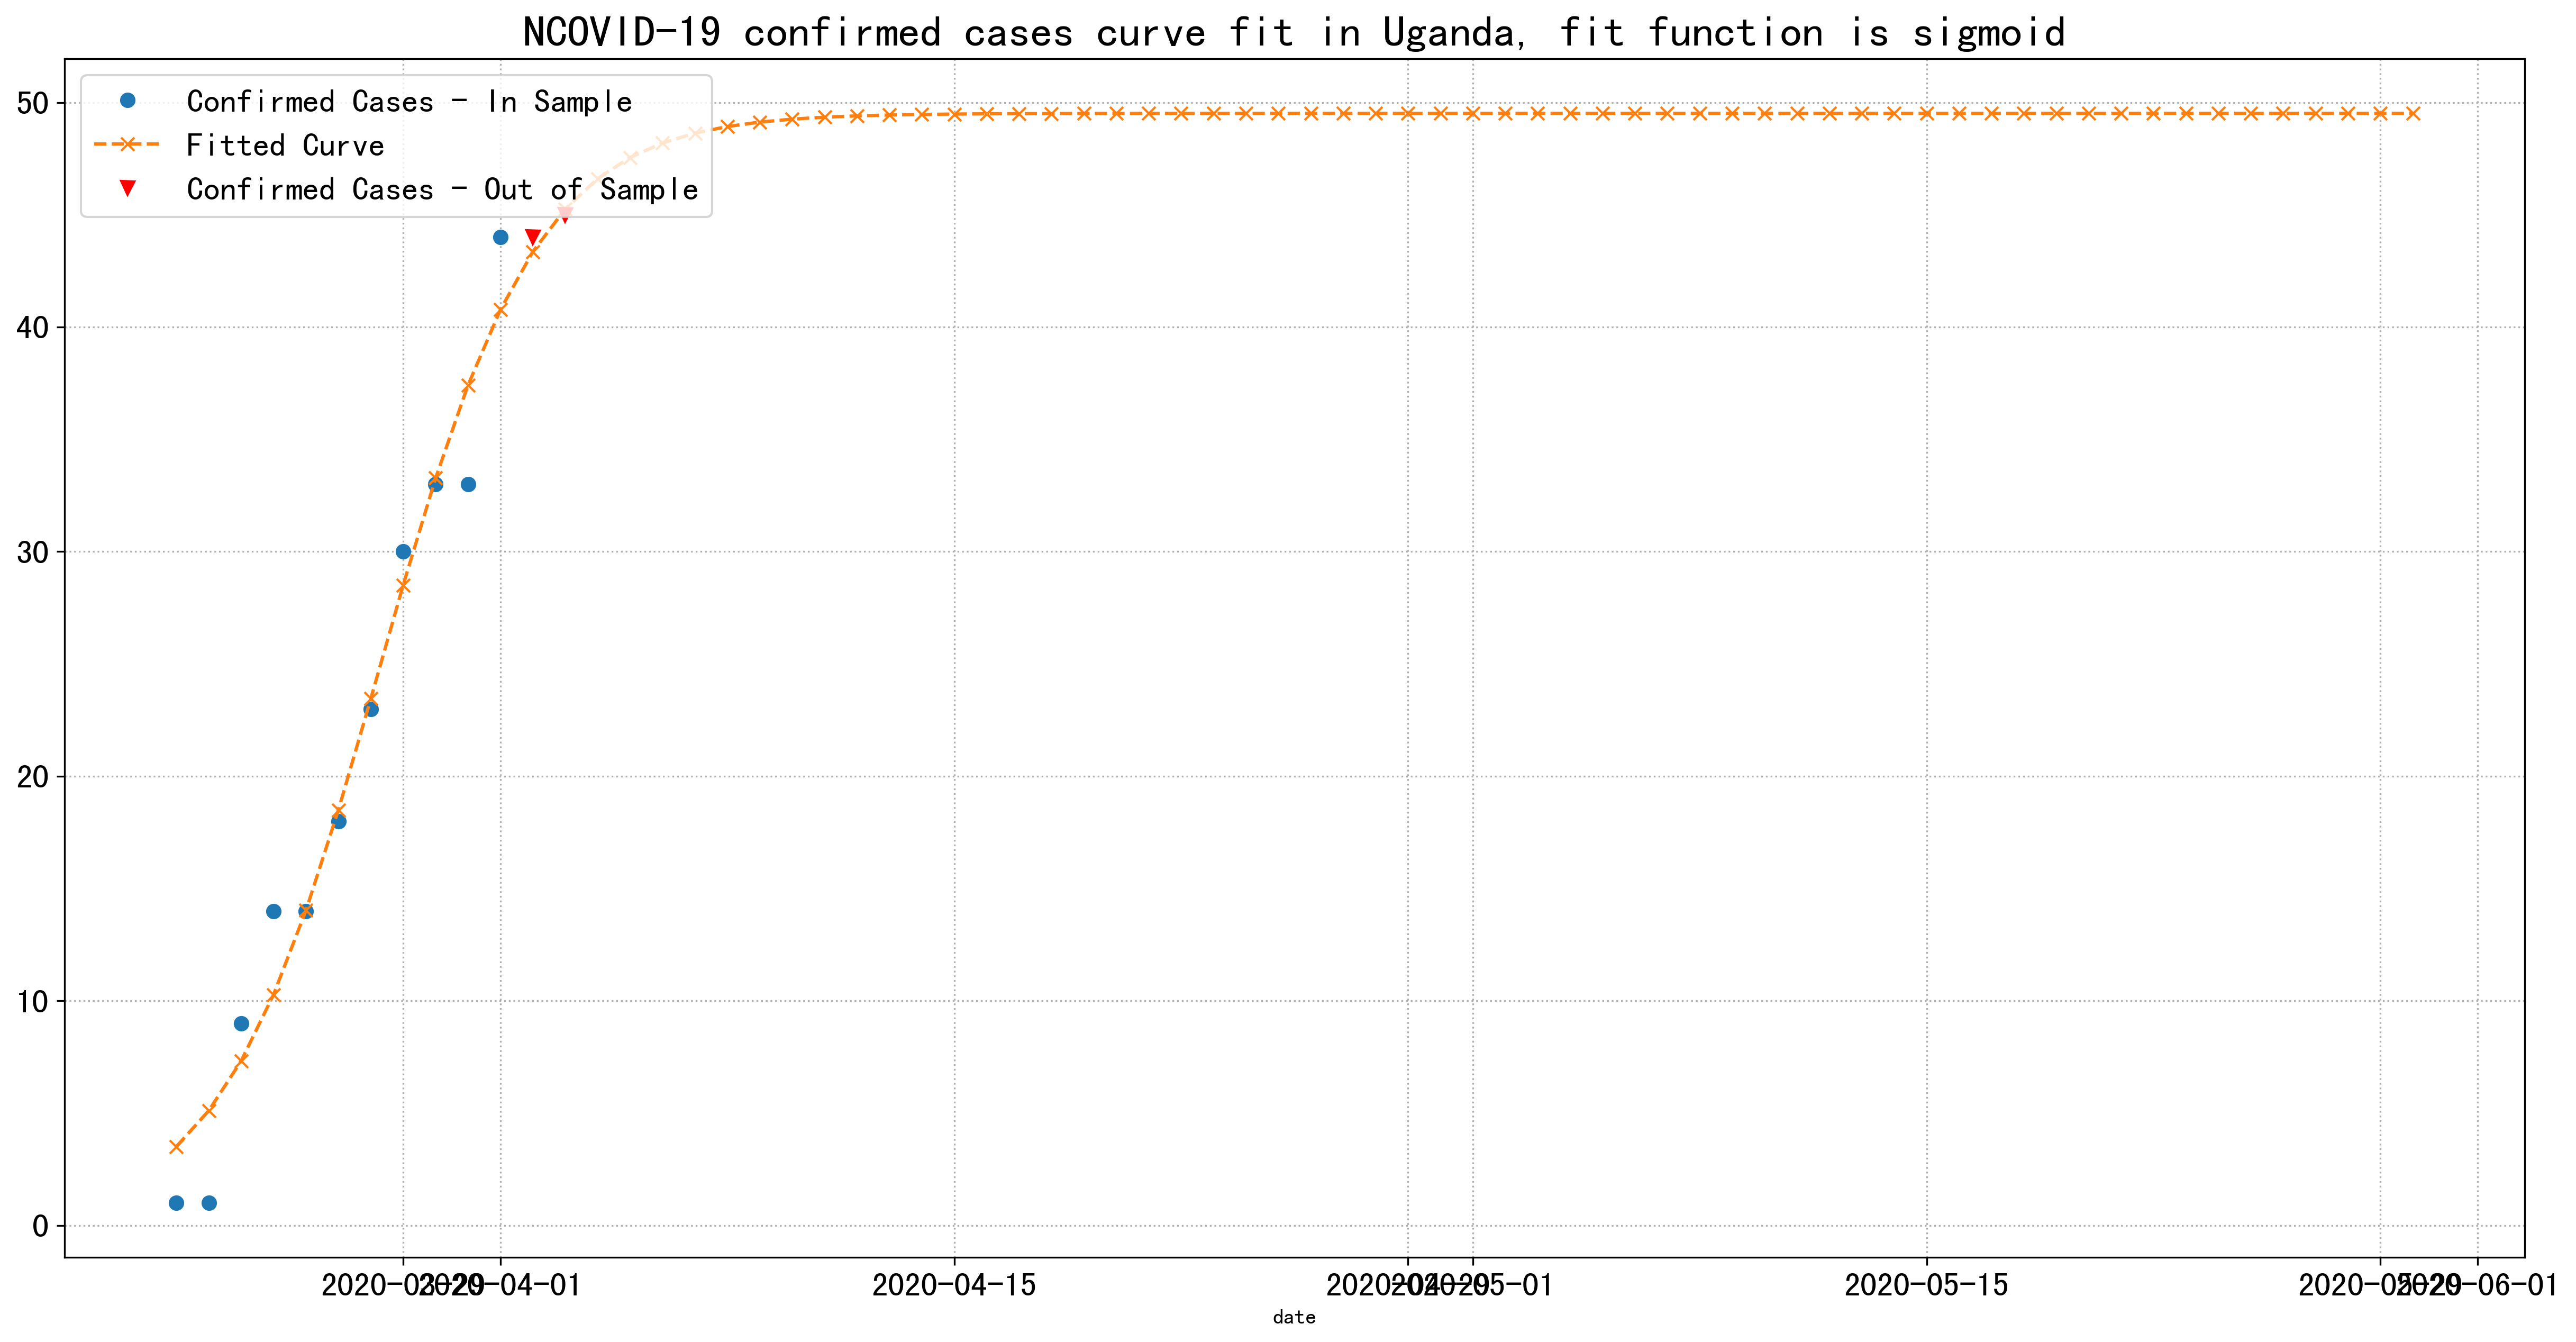 NCOVID-19 confirmed cases curve fit in Uganda, fit function is sigmoid
Confirmed Cases - In Sample
Fitted Curve
Confirmed Cases - Out of Sample
50
40
30
20
10
0
2020-03-29
2020-04-01
2020-04-15
2020-04-29
2020-05-01
2020-05-15
2020-05-29
2020-06-01
date